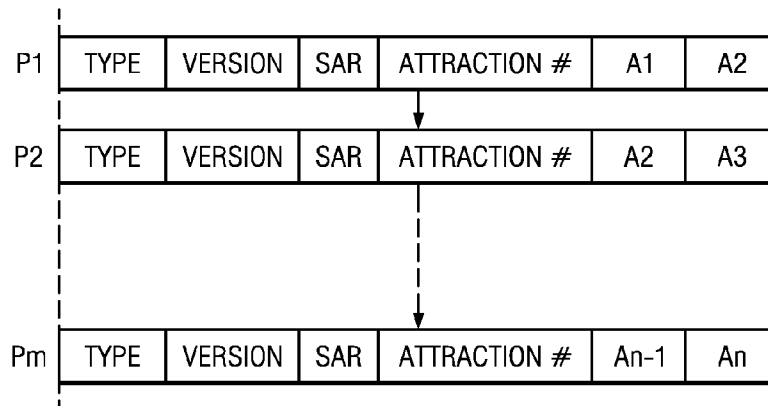 P1 TYPE VERSION SAR ATTRACTION # A1 A2
P2 TYPE VERSION SAR ATTRACTION # A2 A3
Pm TYPE VERSION SAR ATTRACTION # An-1 An